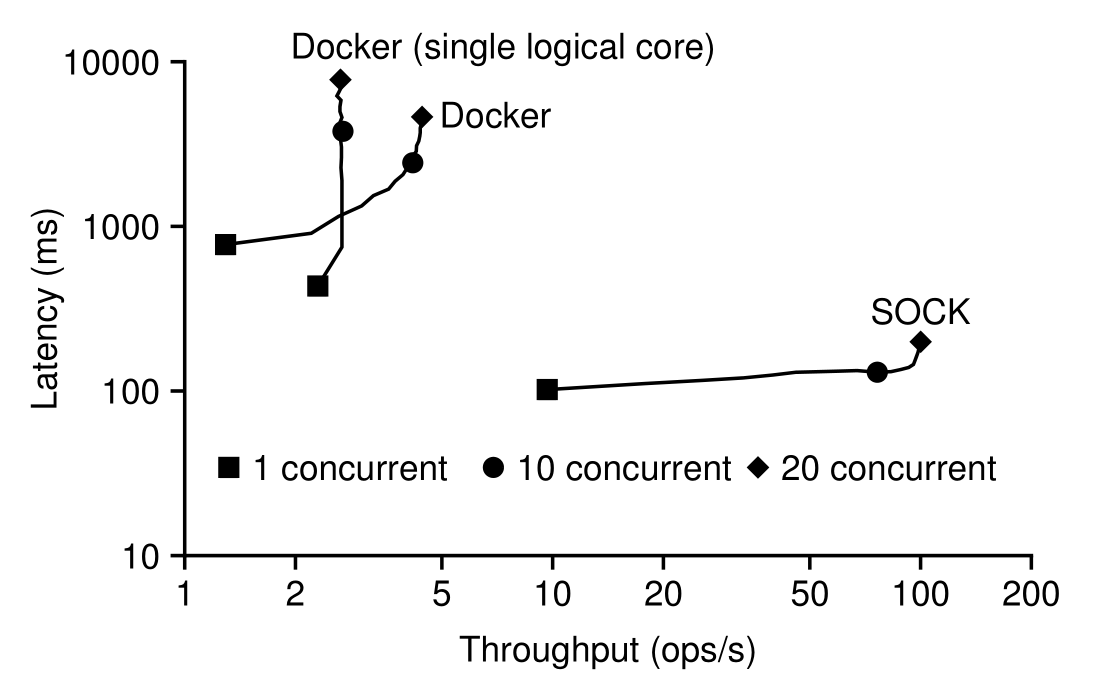 Docker (single logical core)
10000
Docker
1000
Latency (ms)
SOCK
100
1 concurrent 10 concurrent 20 concurrent
10
1 2 5 10 20 50 100 200
Throughput (ops/s)